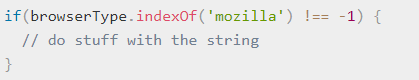 if(browserType.indexOf('mozilla') !== -1) {
  // do stuff with the string
}